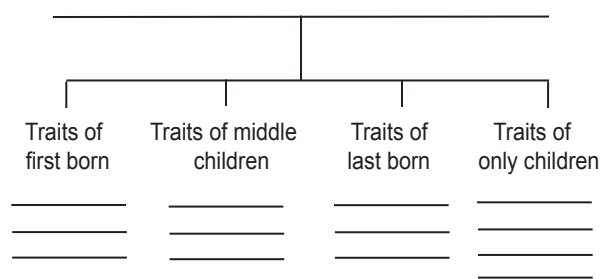 Traits of
first born
Traits of middle
children
Traits of
last born
Traits of
only children